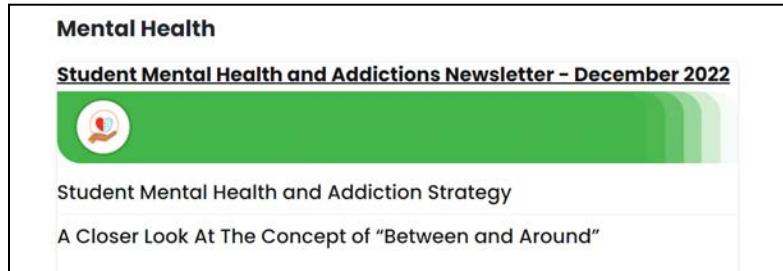 Mental Health
Student Mental Health and Addictions Newsletter – December 2022
Student Mental Health and Addiction Strategy
A Closer Look At The Concept of “Between and Around”